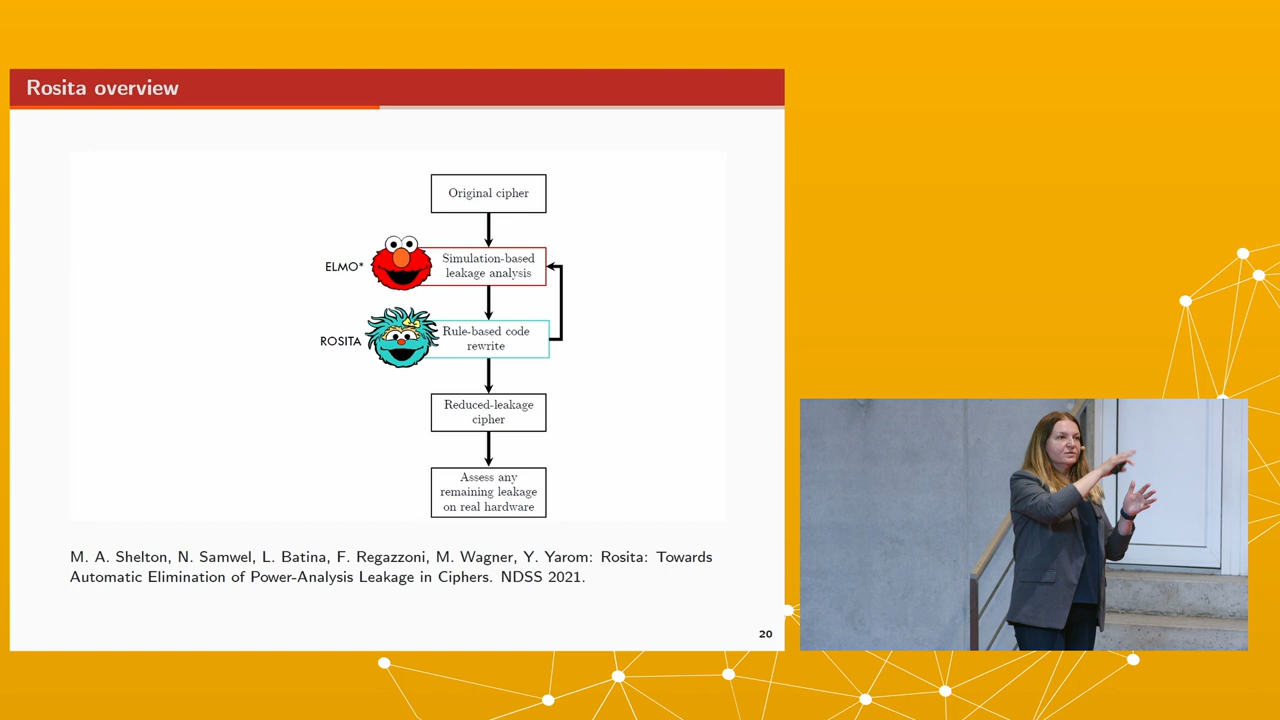 Rosita overview
Original cipher
ELMO*
Simulation-based
leakage analysis
ROSITA
Rule-based code
rewrite
Reduced-leakage
cipher
Assess any
remaining leakage
on real hardware
M. A. Shelton, N. Samwel, L. Batina, F. Regazzoni, M. Wagner, Y. Yarom: Rosita: Towards
Automatic Elimination of Power-Analysis Leakage in Ciphers. NDSS 2021.
20